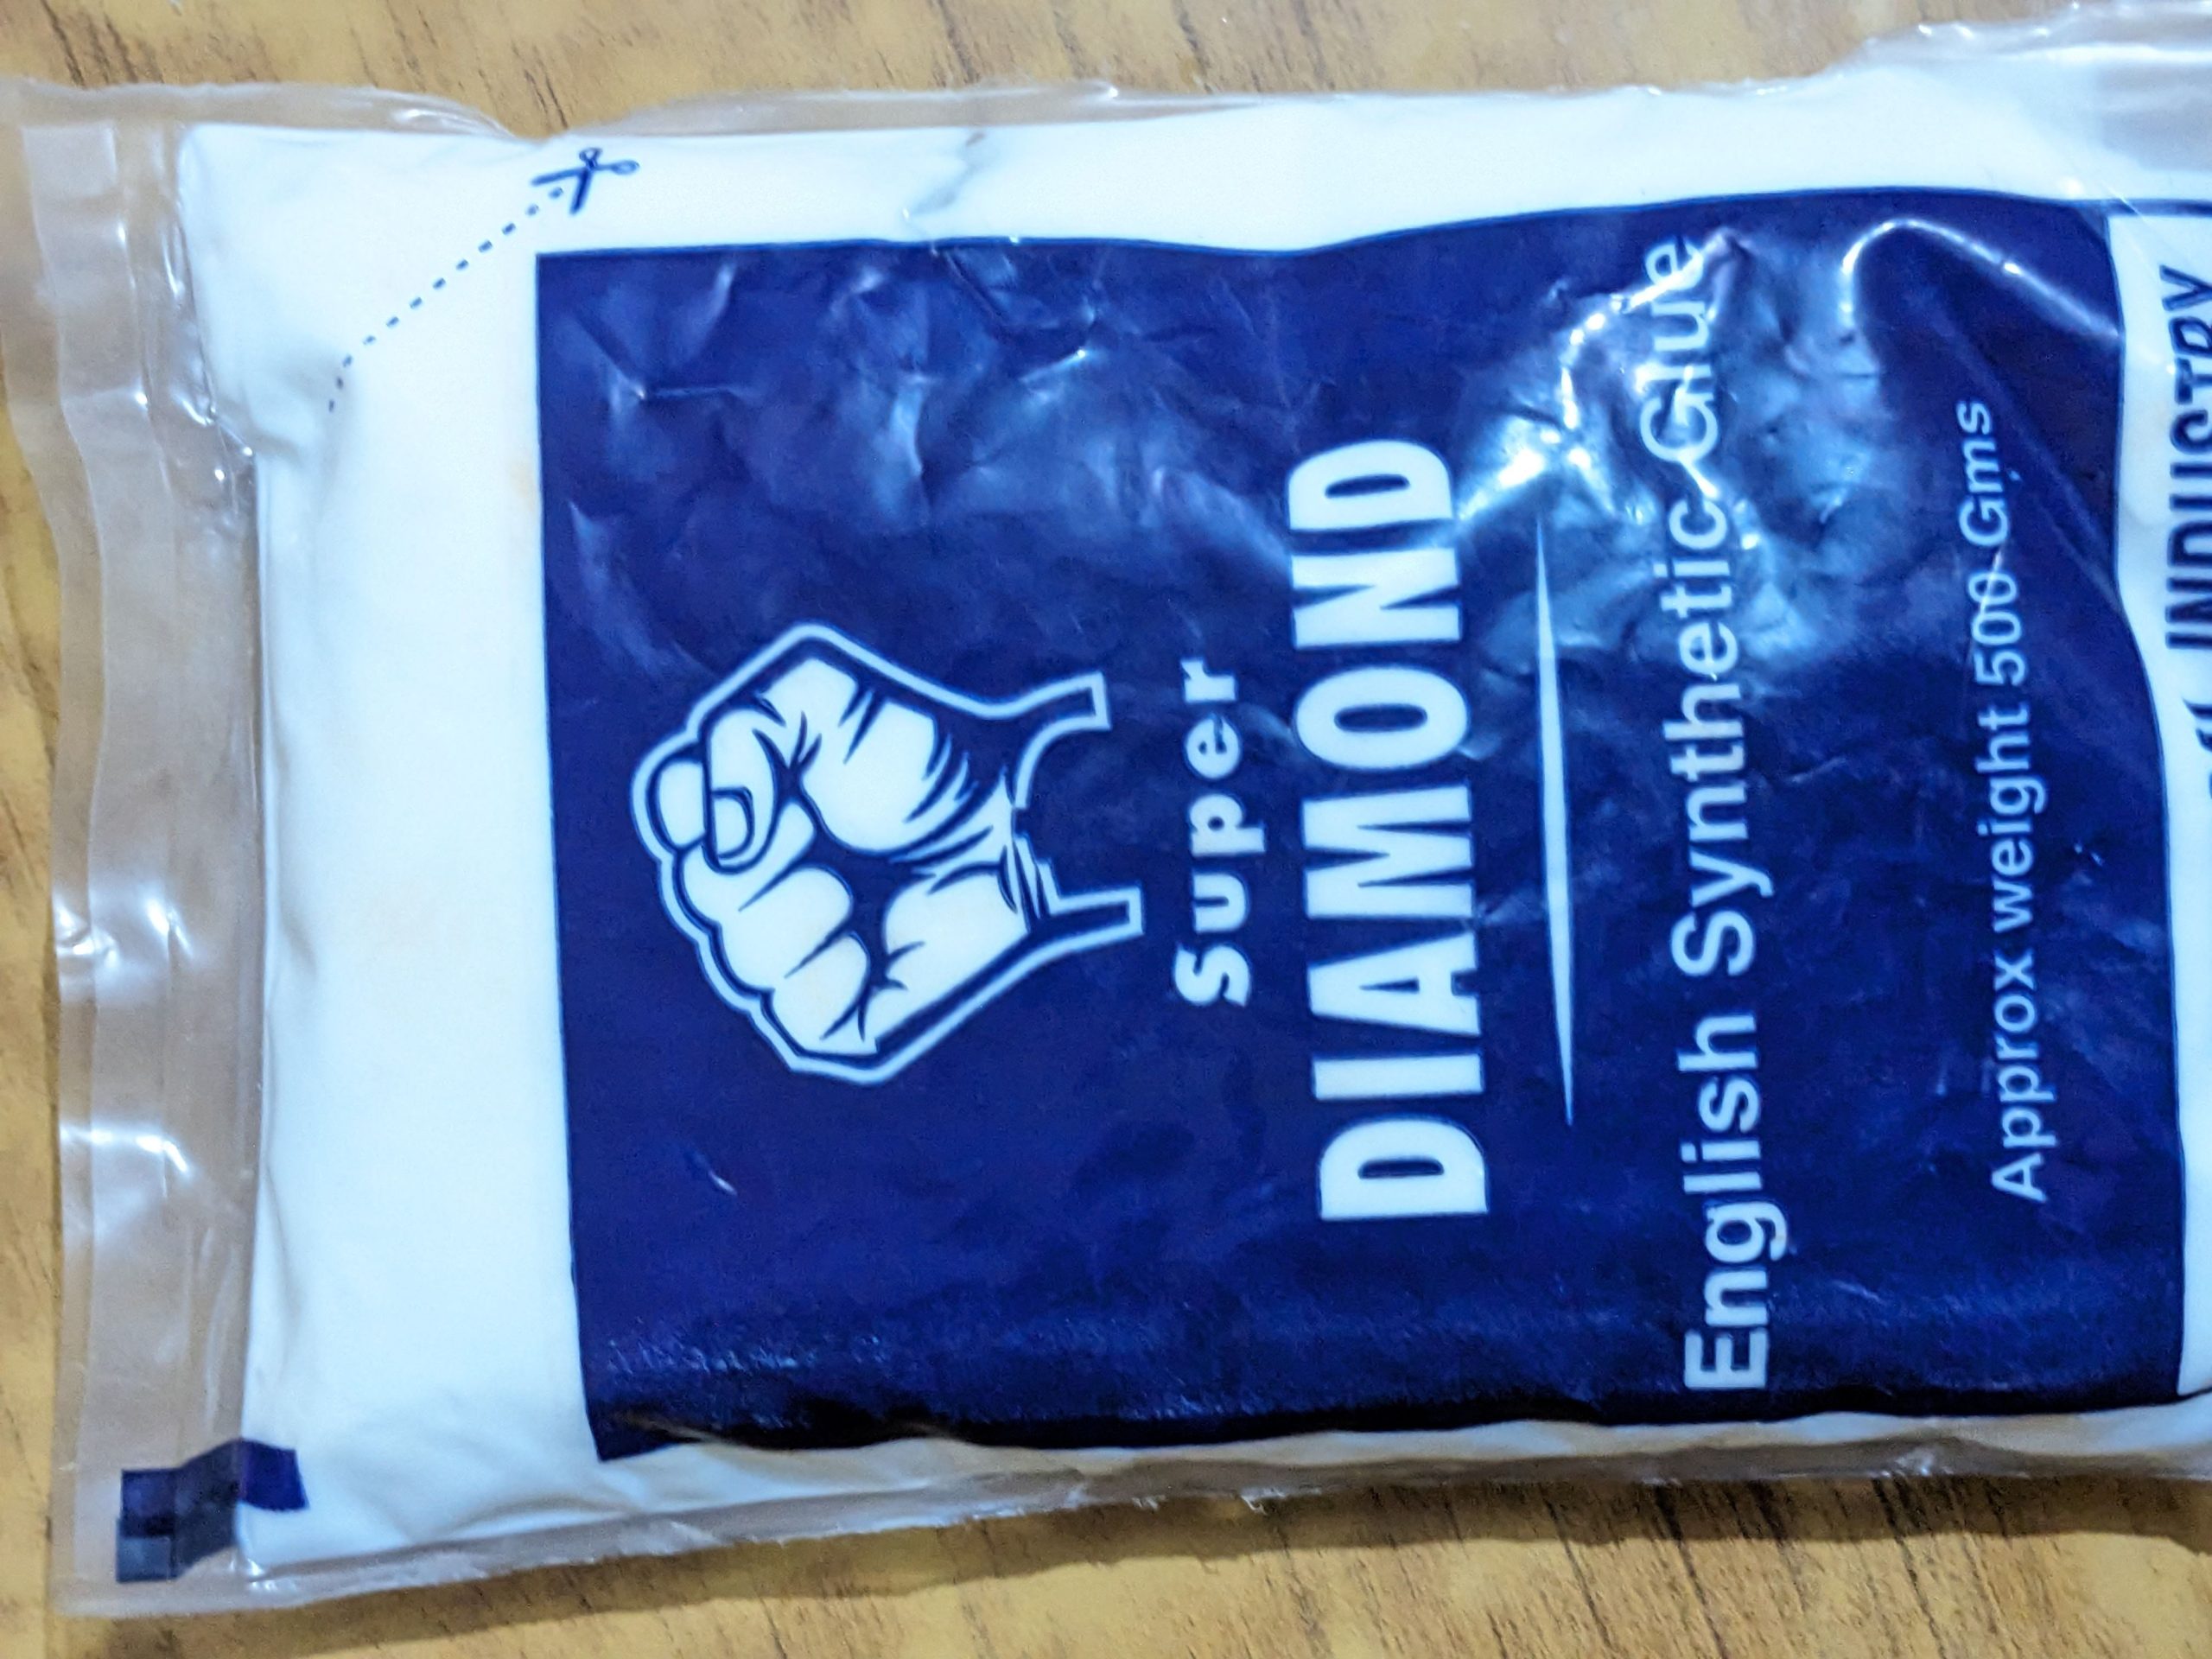 Super
DIAMOND
English Synthetic Glue
Approx weight 500 Gms
INDUSTRY